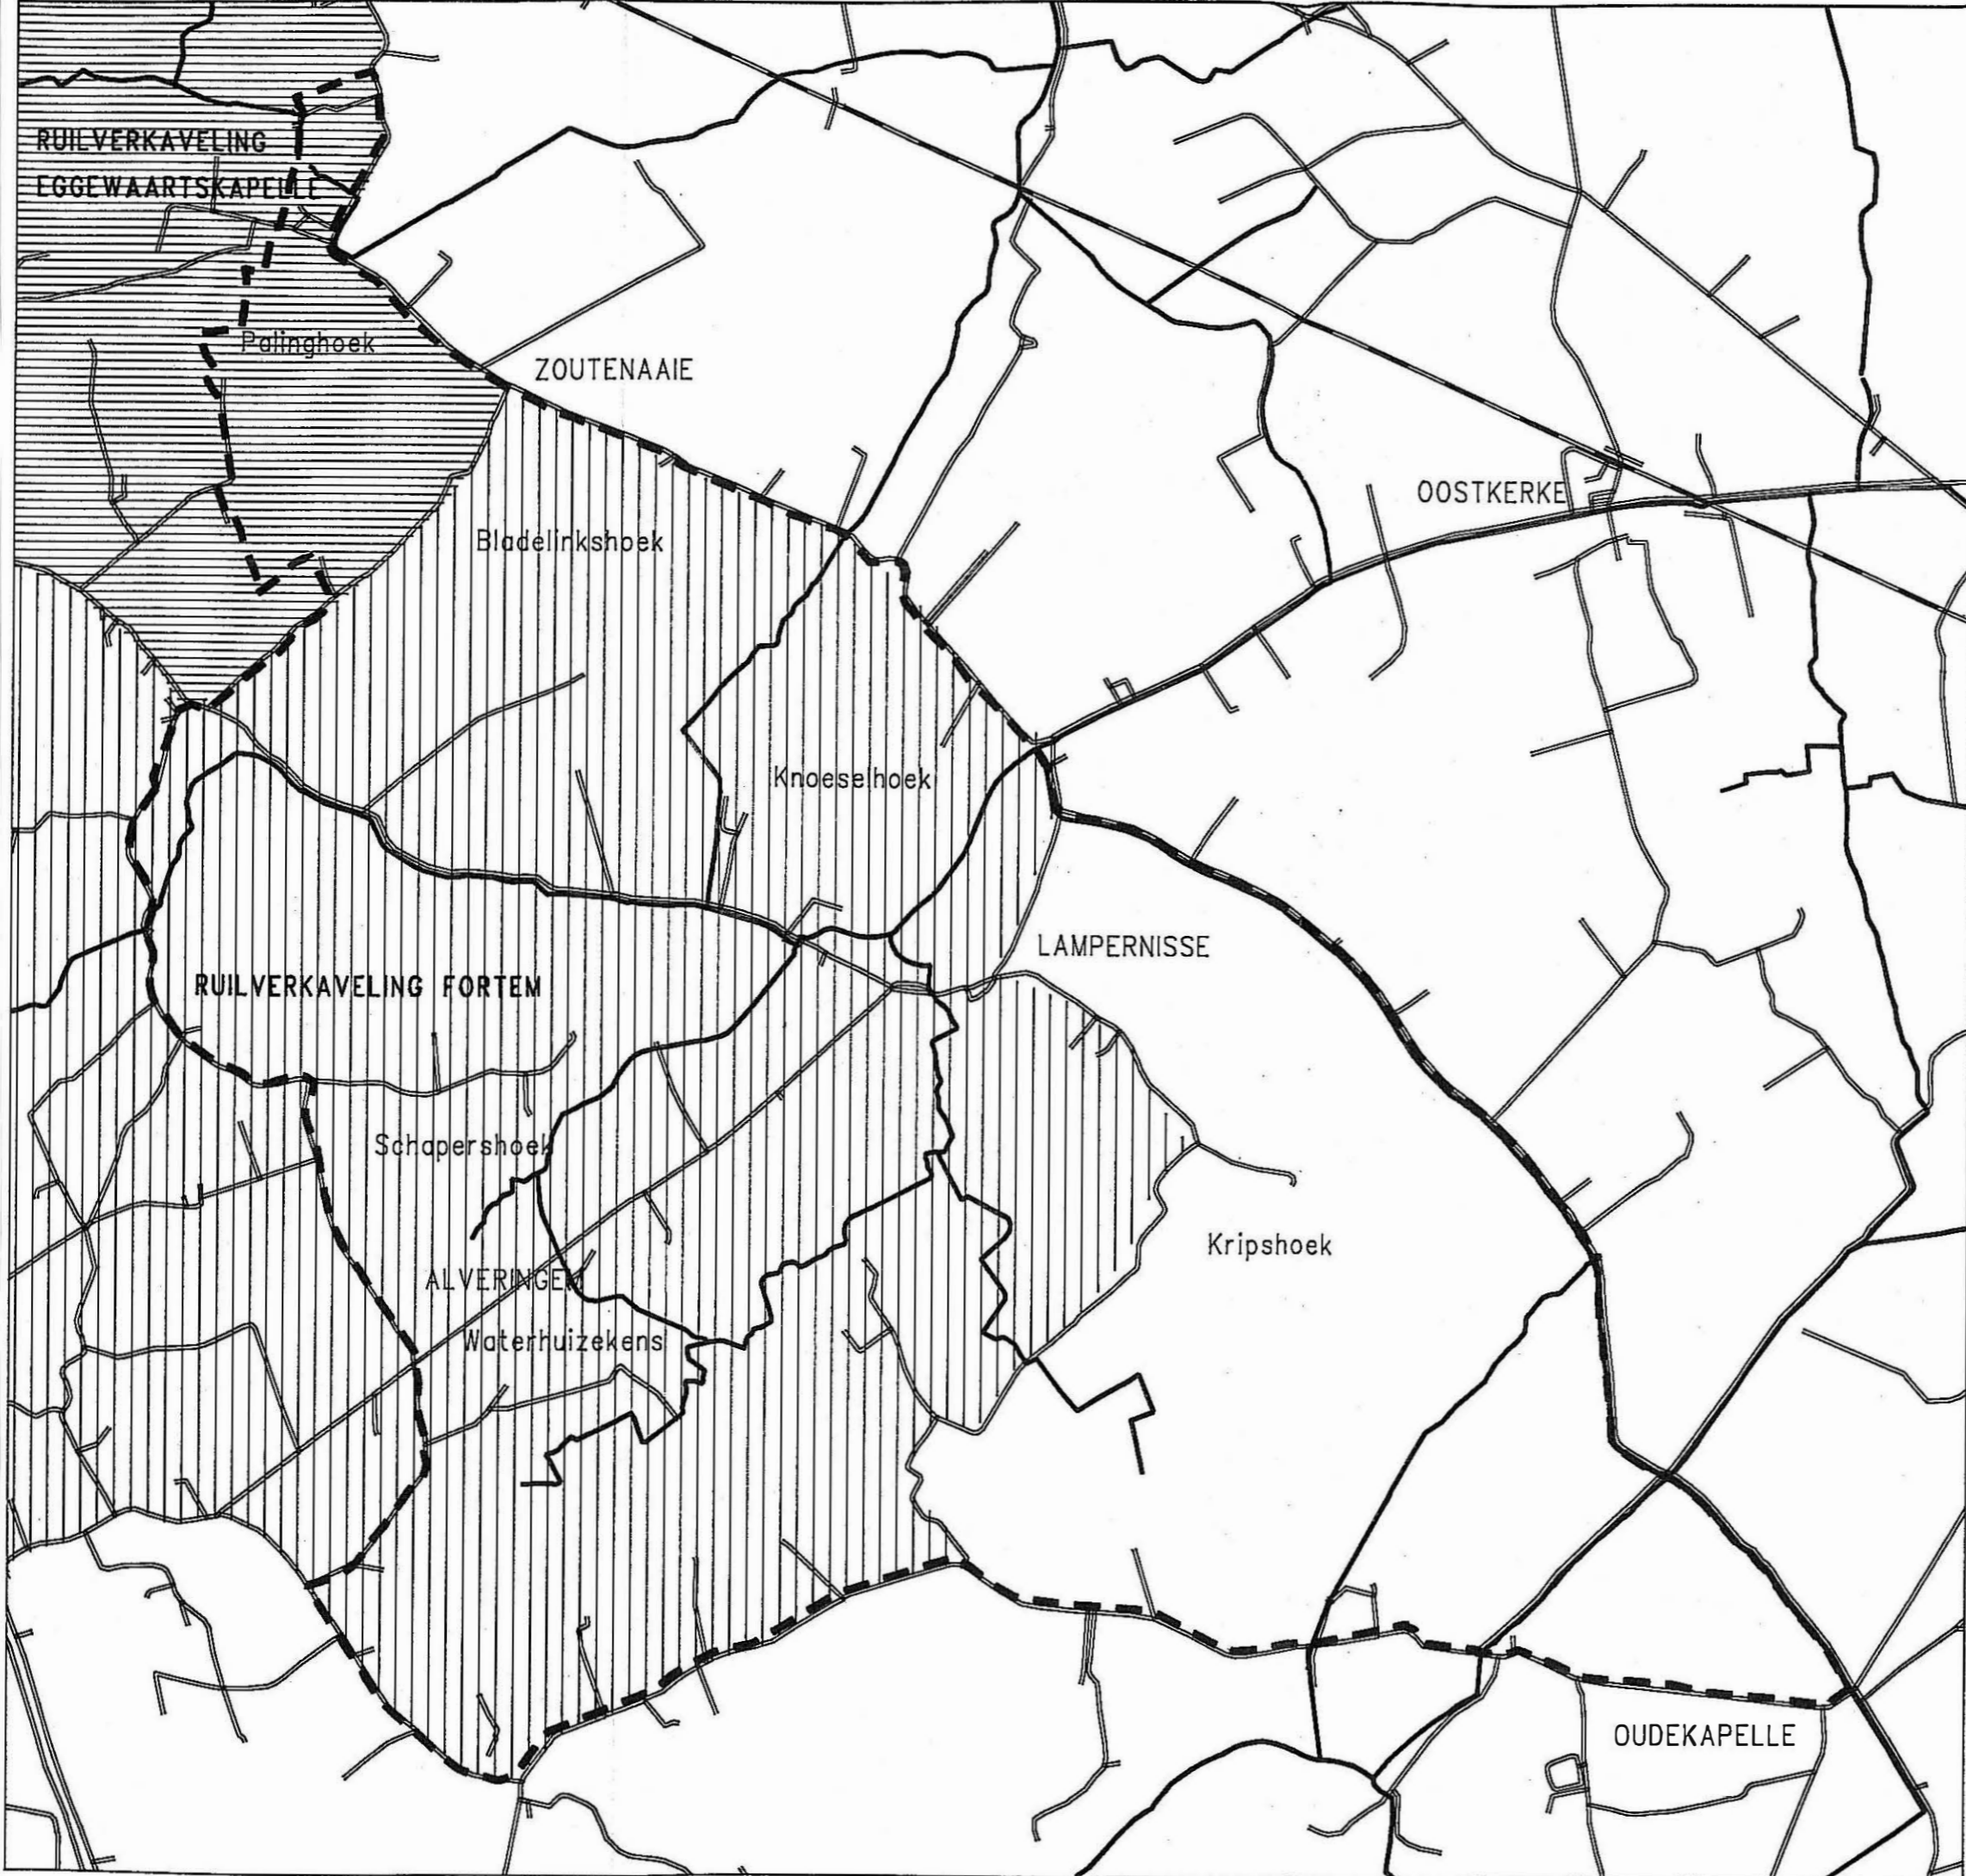 RUILVERKAVELING
EGGEWAARTSKAPELLE
Palinghoek
ZOUTENAAIE
OOSTKERKE
Bladelinkshoek
Knoeselhoek
LAMPERNISSE
RUILVERKAVELING FORTEM
Schapershoek
Kripshoek
ALVERINGEM
Waterhuizekens
OUDEKAPELLE